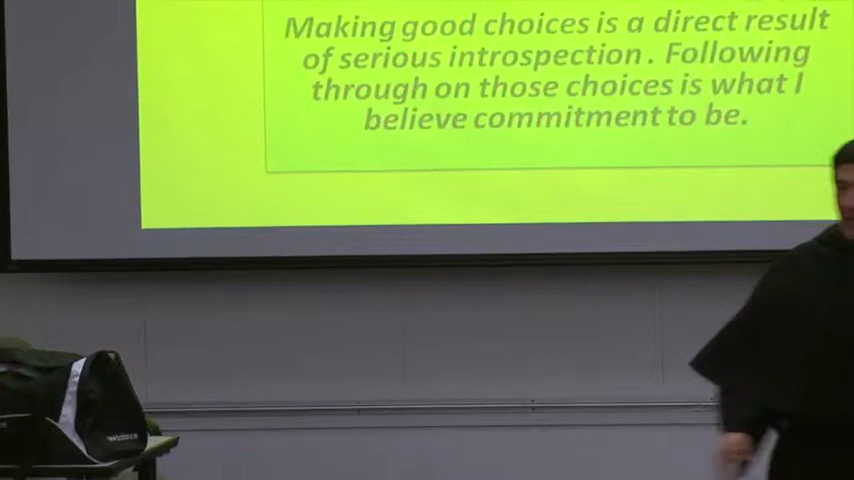 Making good choices is a direct result
of serious introspection. Following
through on those choices is what I
believe commitment to be.
newbalance